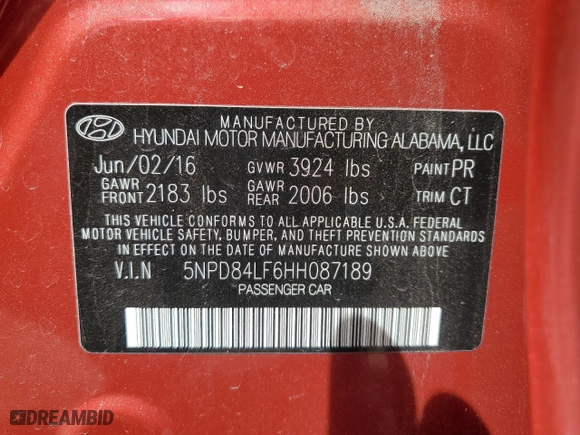 MANUFACTURED BY
HYUNDAI MOTOR MANUFACTURING ALABAMA, LLC
Jun/02/16 GVWR 3924 lbs PAINT PR
GAWR FRONT 2183 lbs GAWR REAR 2006 lbs TRIM CT
THIS VEHICLE CONFORMS TO ALL APPLICABLE U.S.A. FEDERAL
MOTOR VEHICLE SAFETY, BUMPER, AND THEFT PREVENTION STANDARDS
IN EFFECT ON THE DATE OF MANUFACTURE SHOWN ABOVE
V.I.N 5NPD84LF6HH087189
PASSENGER CAR
DREAMBID